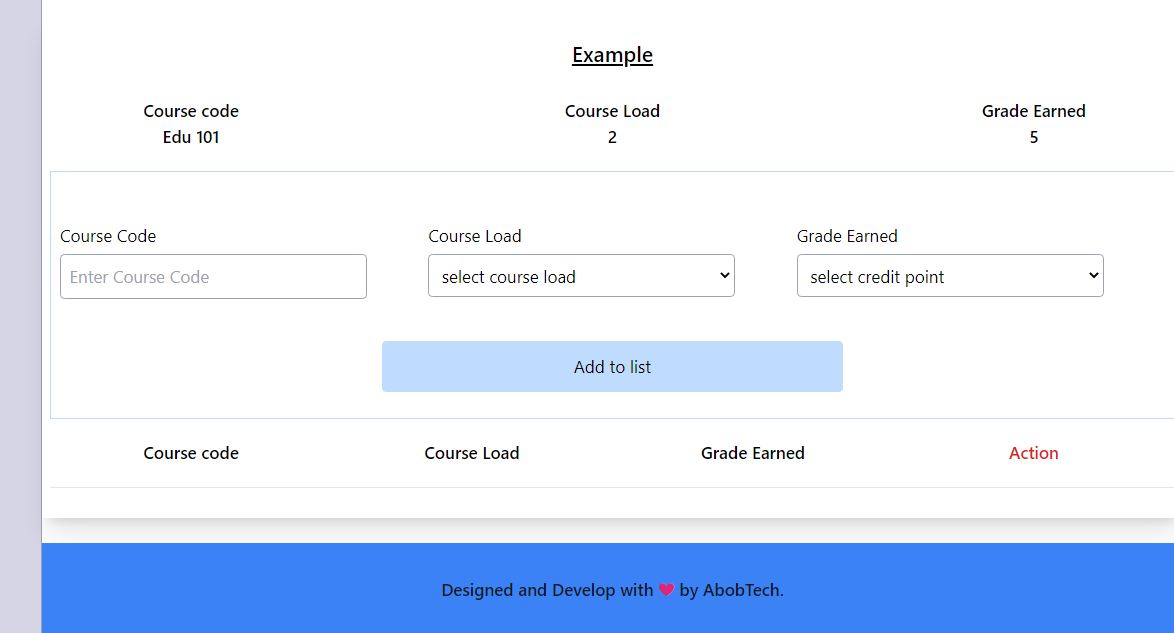 Example
Course code Course Load Grade Earned
Edu 101 2 5
Course Code Course Load Grade Earned
Enter Course Code select course load select credit point
Add to list
Course code Course Load Grade Earned Action
Designed and Develop with ❤ by AbobTech.